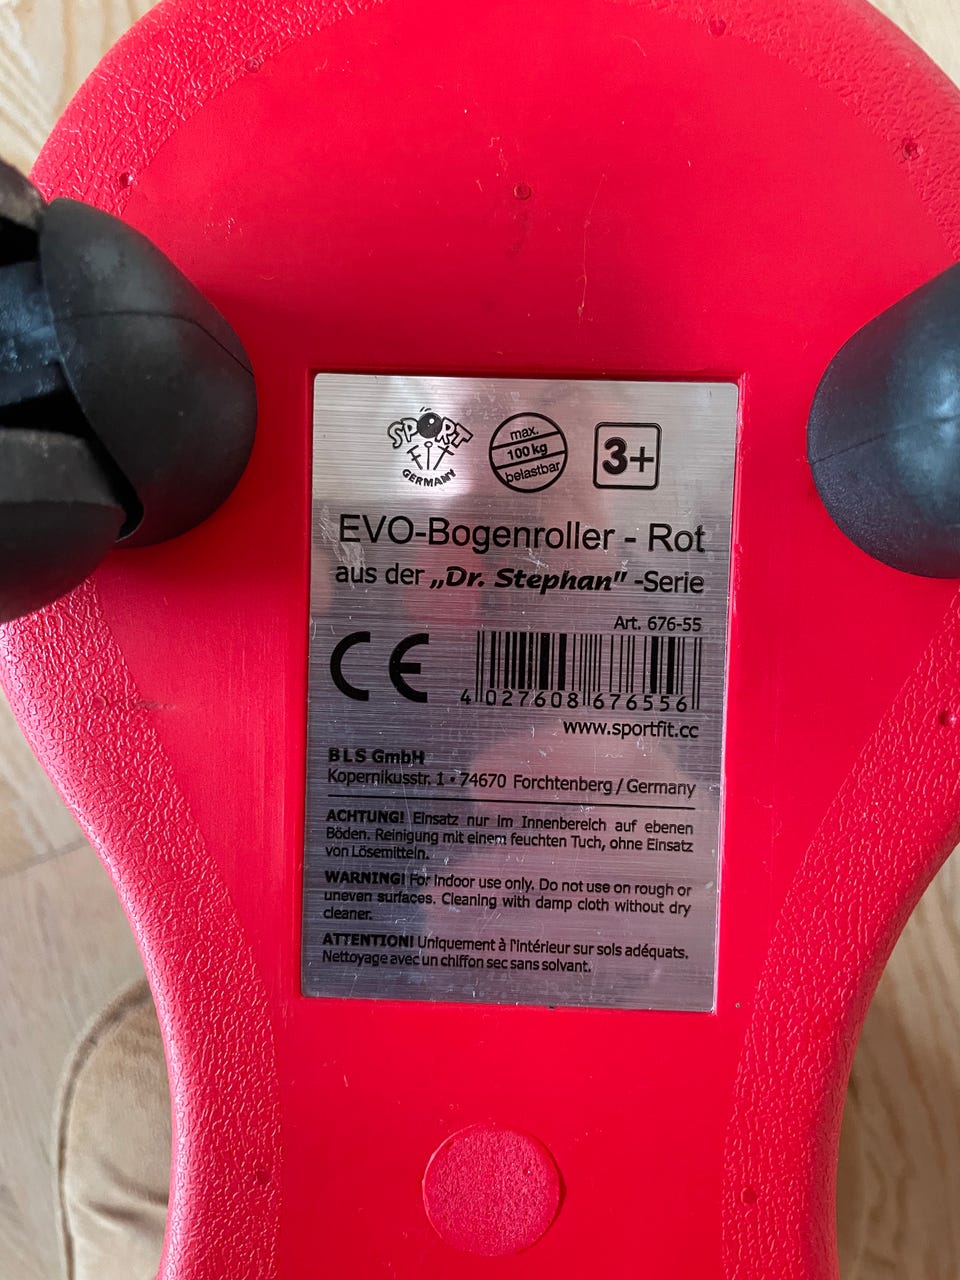 SPORT
FiT
GERMANY
max.
100 kg
belastbar
3+
EVO-Bogenroller - Rot
aus der „Dr. Stephan" -Serie
Art. 676-55
CE
4 027608 676556
www.sportfit.cc
BLS GmbH
Kopernikusstr. 1 • 74670 Forchtenberg / Germany
ACHTUNG! Einsatz nur im Innenbereich auf ebenen
Böden. Reinigung mit einem feuchten Tuch, ohne Einsatz
von Lösemitteln.
WARNING! For indoor use only. Do not use on rough or
uneven surfaces. Cleaning with damp cloth without dry
cleaner.
ATTENTION! Uniquement à l'intérieur sur sols adéquats.
Nettoyage avec un chiffon sec sans solvant.